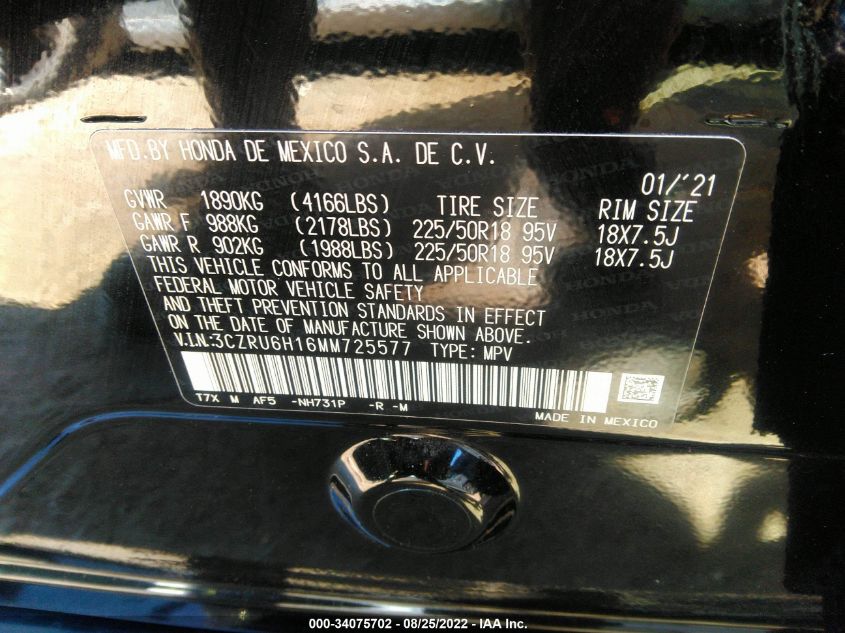 MFD.BY HONDA DE MEXICO S.A. DE C.V.
01/'21
GVWR 1890KG (4166LBS) TIRE SIZE RIM SIZE
GAWR F 988KG (2178LBS) 225/50R18 95V 18X7.5J
GAWR R 902KG (1988LBS) 225/50R18 95V 18X7.5J
THIS VEHICLE CONFORMS TO ALL APPLICABLE
FEDERAL MOTOR VEHICLE SAFETY
AND THEFT PREVENTION STANDARDS IN EFFECT
ON THE DATE OF MANUFACTURE SHOWN ABOVE.
V.I.N:3CZRU6H16MM725577 TYPE: MPV
T7X M AF5 -NH731P -R -M
MADE IN MEXICO
000-34075702 - 08/25/2022 - IAA Inc.